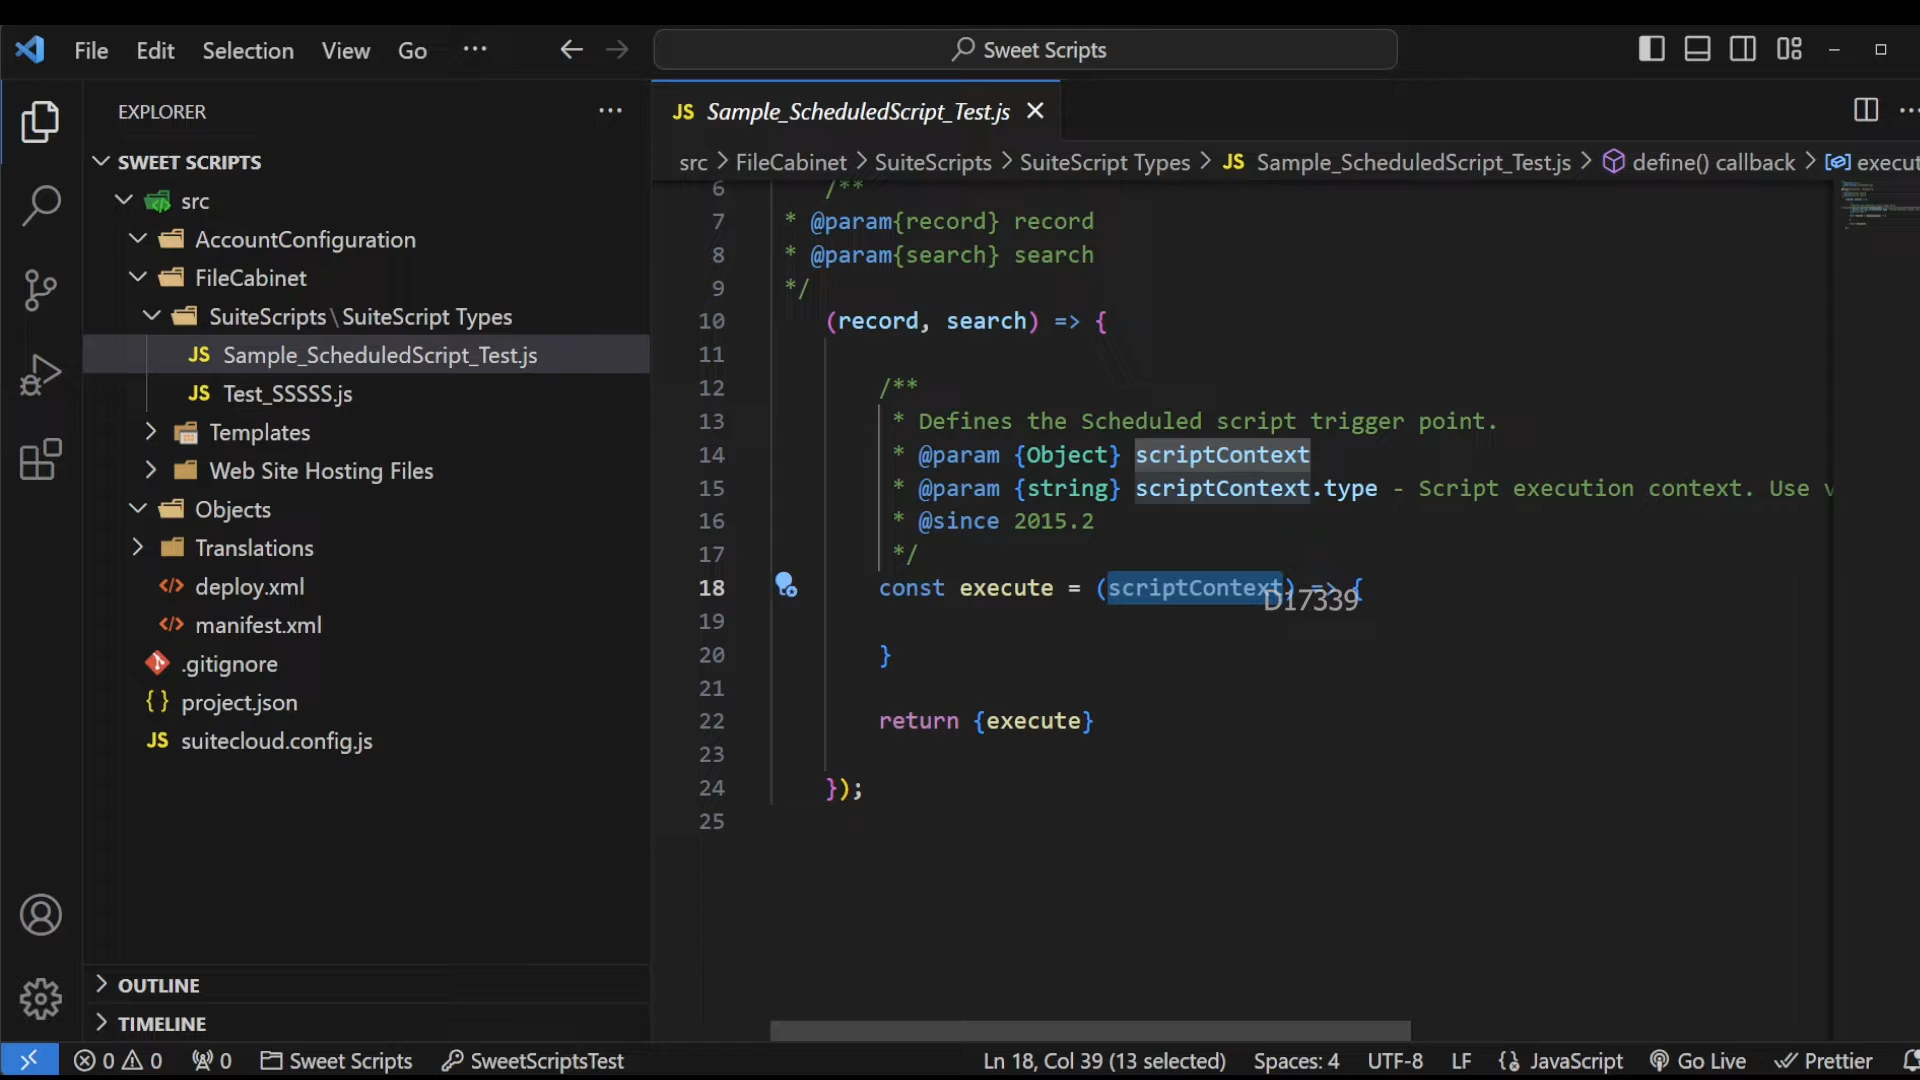 File Edit Selection View Go ··· Sweet Scripts
EXPLORER ···
SWEET SCRIPTS
src
AccountConfiguration
FileCabinet
SuiteScripts\SuiteScript Types
JS Sample_ScheduledScript_Test.js
JS Test_SSSSS.js
Templates
Web Site Hosting Files
Objects
Translations
deploy.xml
manifest.xml
.gitignore
{ } project.json
JS suitecloud.config.js
OUTLINE
TIMELINE
JS Sample_ScheduledScript_Test.js
src > FileCabinet > SuiteScripts > SuiteScript Types > JS Sample_ScheduledScript_Test.js > define() callback > execut
6 /**
7 * @param{record} record
8 * @param{search} search
9 */
10 (record, search) => {
11
12 /**
13 * Defines the Scheduled script trigger point.
14 * @param {Object} scriptContext
15 * @param {string} scriptContext.type - Script execution context. Use v
16 * @since 2015.2
17 */
18 const execute = (scriptContext) => {
D17339
19
20 }
21
22 return {execute}
23
24 });
25
0 0 0 Sweet Scripts SweetScriptsTest Ln 18, Col 39 (13 selected) Spaces: 4 UTF-8 LF JavaScript Go Live Prettier